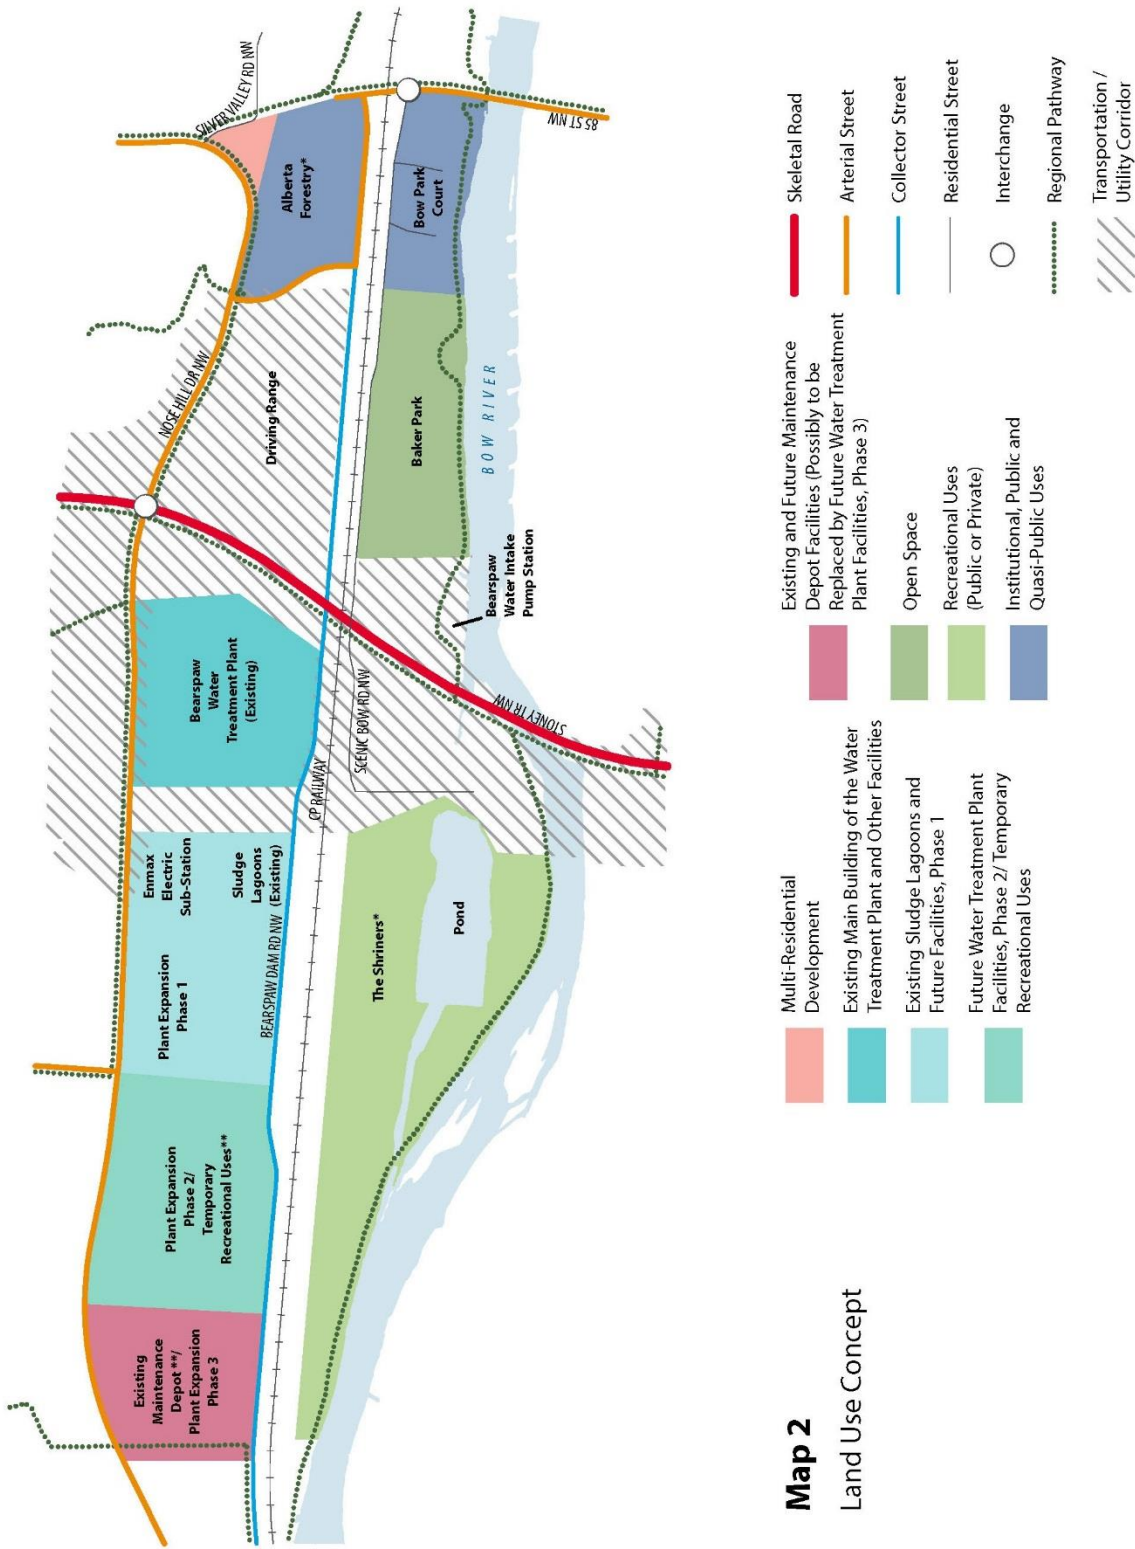 SILVER VALLEY RD NW
Alberta
Forestry*
NOSE HILL DR NW
85 ST NW
Bow Park
Court
Driving Range
Baker Park
BOW RIVER
Bearspaw
Water Intake
Pump Station
Bearspaw
Water
Treatment Plant
(Existing)
SCENIC BOW RD NW
STONEY TR NW
CP RAILWAY
Enmax
Electric
Sub-Station
Sludge
Lagoons
(Existing)
BEARSPAW DAM RD NW
Plant Expansion
Phase 1
The Shriners*
Pond
Plant Expansion
Phase 2/
Temporary
Recreational Uses**
Existing
Maintenance
Depot **/
Plant Expansion
Phase 3
Map 2
Land Use Concept
Multi-Residential
Development
Existing Main Building of the Water
Treatment Plant and Other Facilities
Existing Sludge Lagoons and
Future Facilities, Phase 1
Future Water Treatment Plant
Facilities, Phase 2/ Temporary
Recreational Uses
Existing and Future Maintenance
Depot Facilities (Possibly to be
Replaced by Future Water Treatment
Plant Facilities, Phase 3)
Open Space
Recreational Uses
(Public or Private)
Institutional, Public and
Quasi-Public Uses
Skeletal Road
Arterial Street
Collector Street
Residential Street
Interchange
Regional Pathway
Transportation /
Utility Corridor